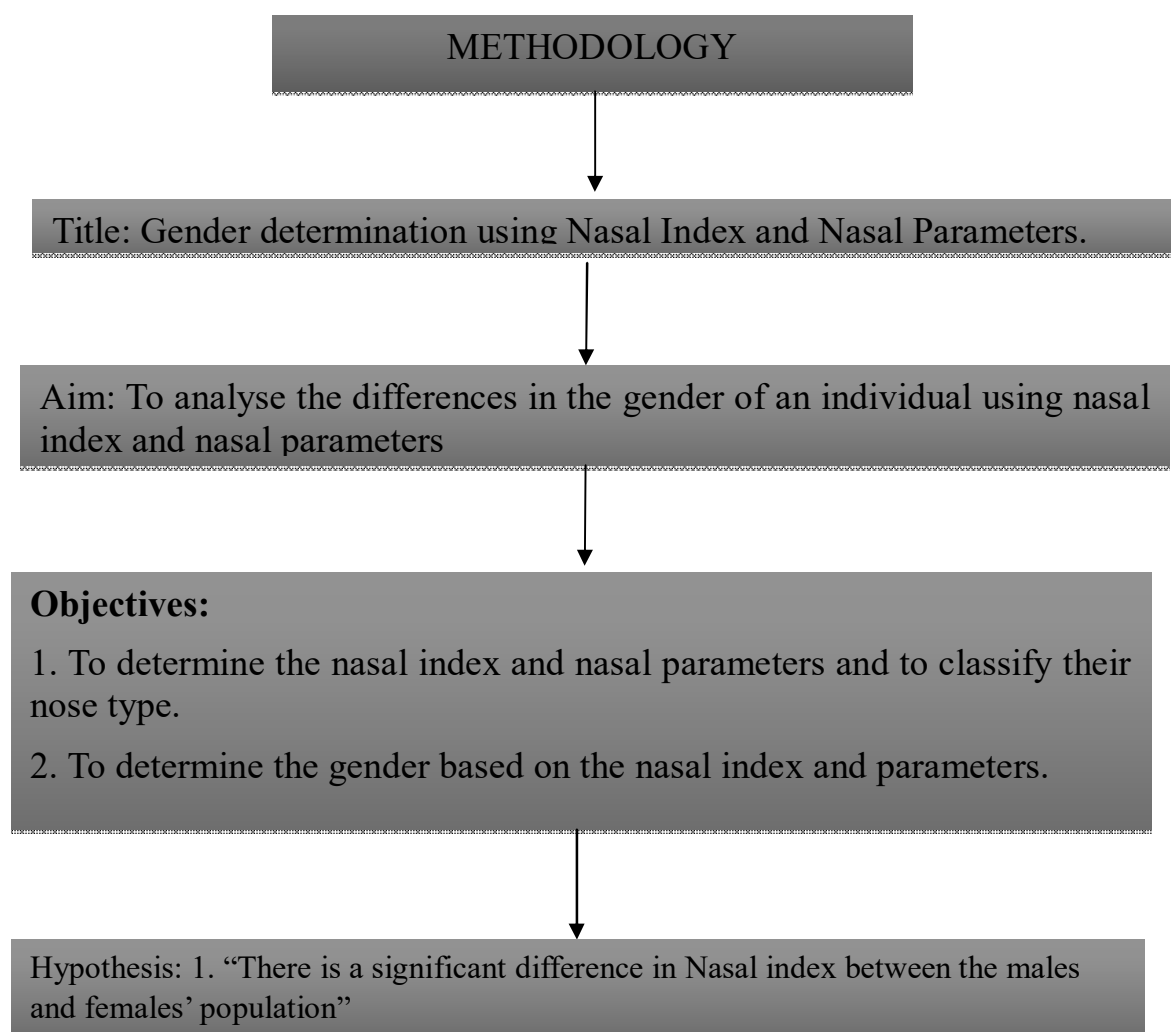 METHODOLOGY
Title: Gender determination using Nasal Index and Nasal Parameters.
Aim: To analyse the differences in the gender of an individual using nasal
index and nasal parameters
Objectives:
1. To determine the nasal index and nasal parameters and to classify their
nose type.
2. To determine the gender based on the nasal index and parameters.
Hypothesis: 1. “There is a significant difference in Nasal index between the males
and females’ population”